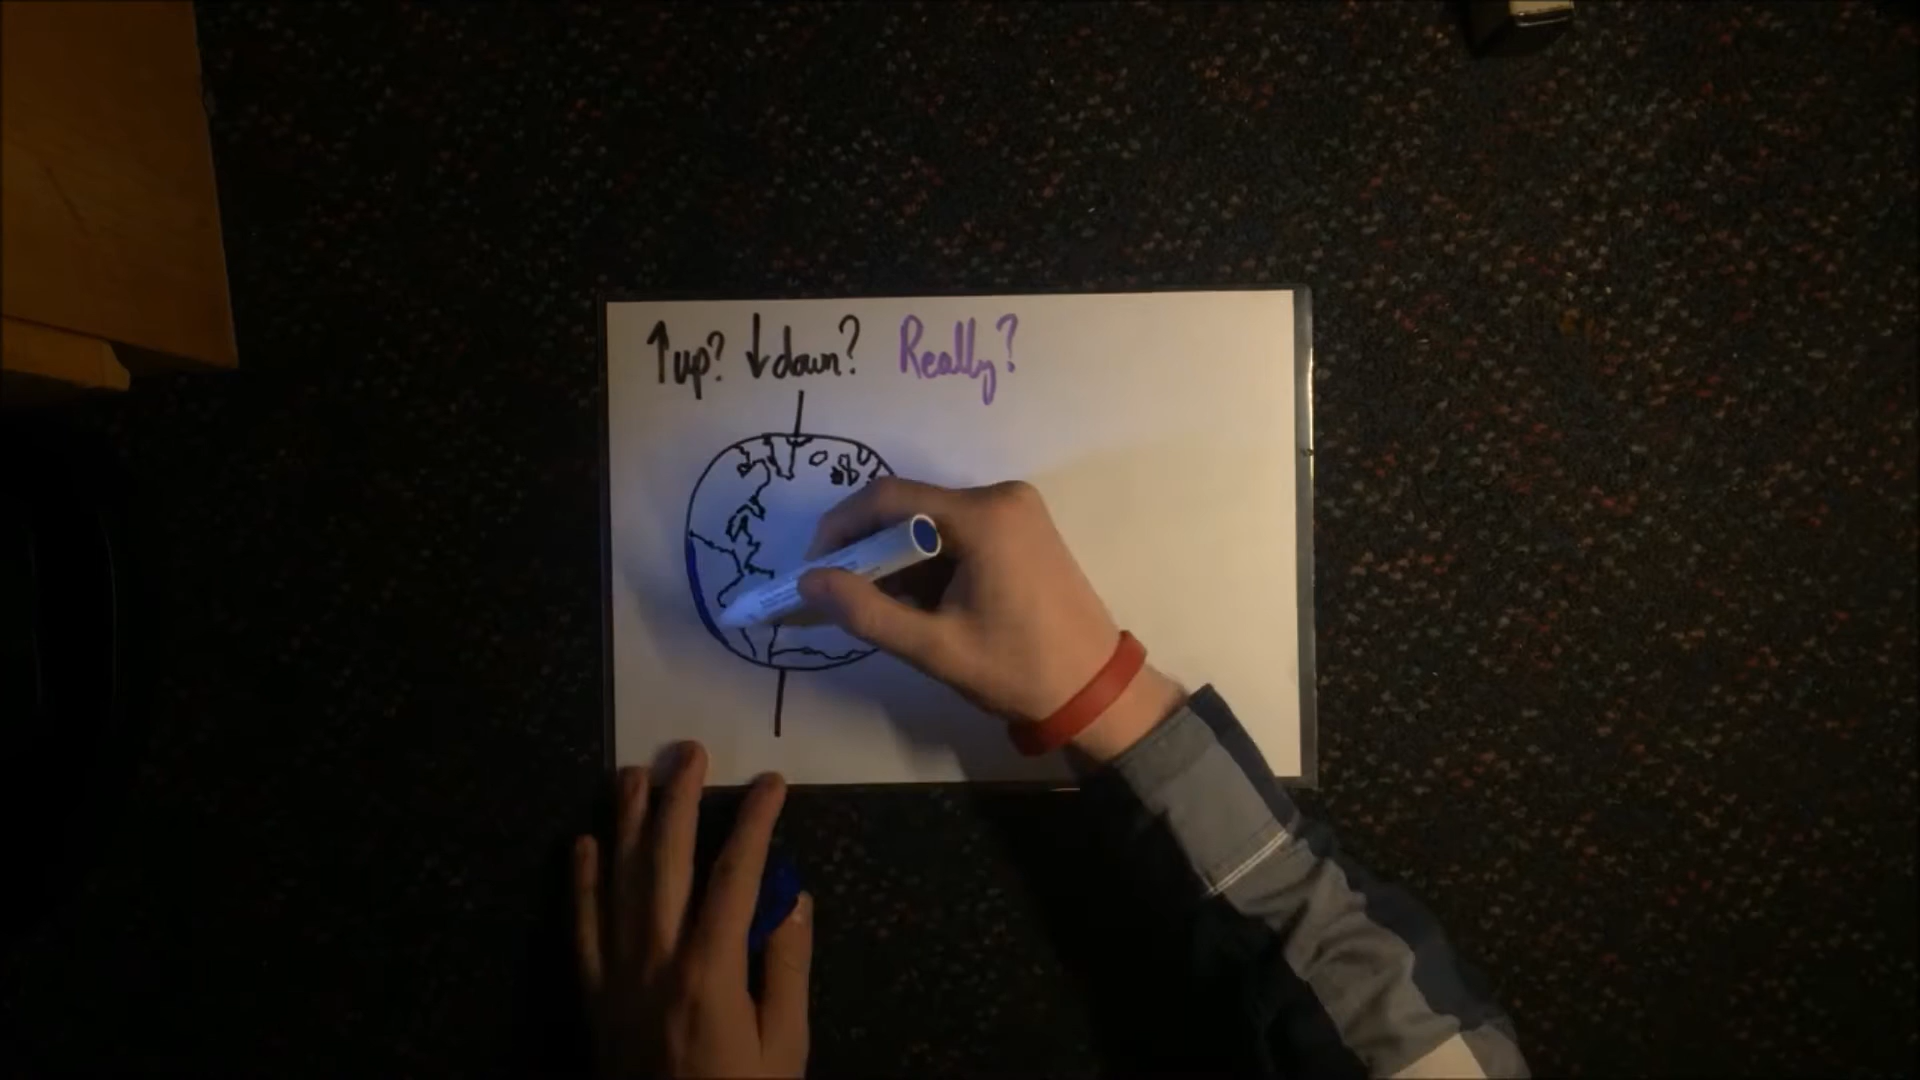 ↑up? ↓down? Really?